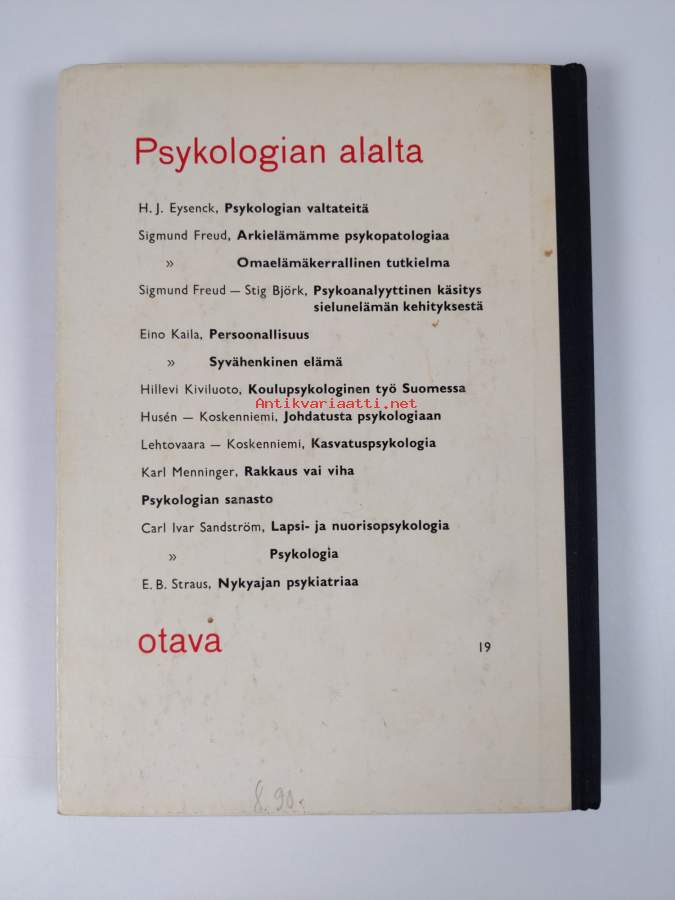 Psykologian alalta
H. J. Eysenck, Psykologian valtateitä
Sigmund Freud, Arkielämämme psykopatologiaa
» Omaelämäkerrallinen tutkielma
Sigmund Freud — Stig Björk, Psykoanalyyttinen käsitys
sielunelämän kehityksestä
Eino Kaila, Persoonallisuus
» Syvähenkinen elämä
Hillevi Kiviluoto, Koulupsykologinen työ Suomessa
Antikvariaatti.net
Husén — Koskenniemi, Johdatusta psykologiaan
Lehtovaara — Koskenniemi, Kasvatuspsykologia
Karl Menninger, Rakkaus vai viha
Psykologian sanasto
Carl Ivar Sandström, Lapsi- ja nuorisopsykologia
» Psykologia
E. B. Straus, Nykyajan psykiatriaa
otava
19
8.90.-